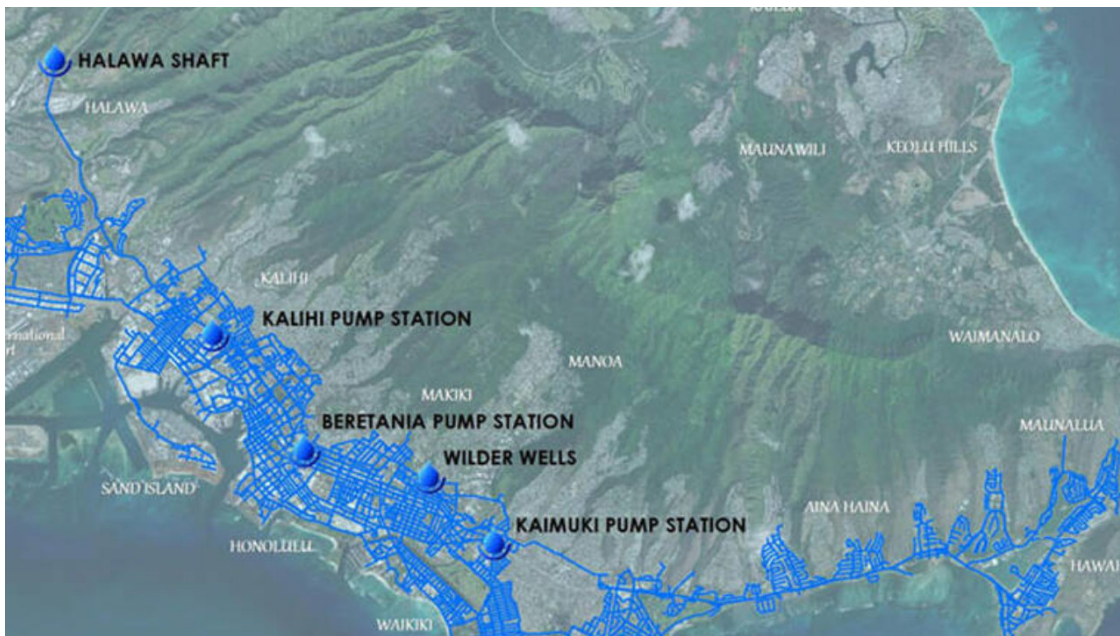 HALAWA SHAFT
HALAWA
MAUNAWILI
KEOLU HILLS
KALIHI
KALIHI PUMP STATION
WAIMANALO
MANOA
MAKIKI
BERETANIA PUMP STATION
MAUNALUA
WILDER WELLS
SAND ISLAND
AINA HAINA
KAIMUKI PUMP STATION
HONOLULU
WAIKIKI